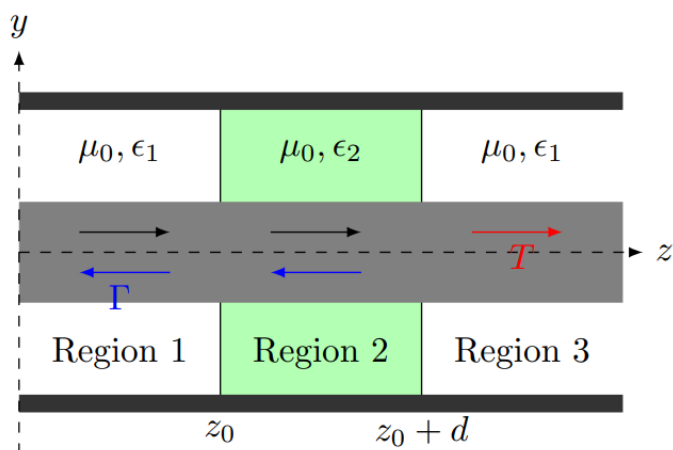 y
μ₀, ϵ₁ μ₀, ϵ₂ μ₀, ϵ₁
z
T
Γ
Region 1 Region 2 Region 3
z₀ z₀ + d